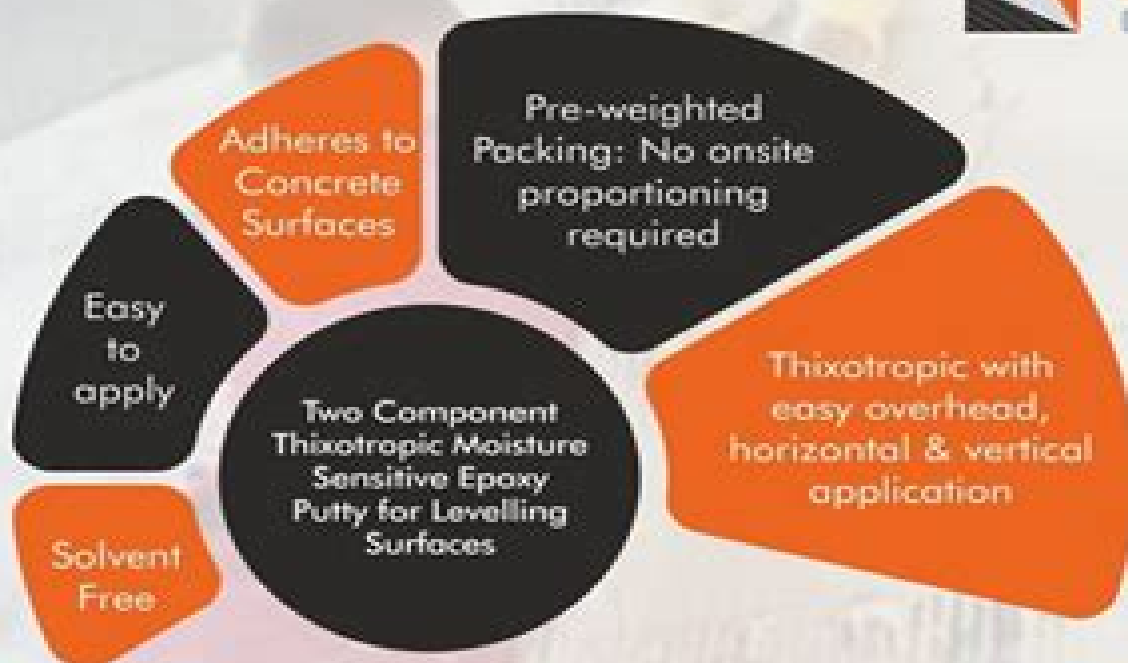 Adheres to
Concrete
Surfaces
Pre-weighted
Packing: No onsite
proportioning
required
Easy
to
apply
Thixotropic with
easy overhead,
horizontal & vertical
application
Two Component
Thixotropic Moisture
Sensitive Epoxy
Putty for Levelling
Surfaces
Solvent
Free